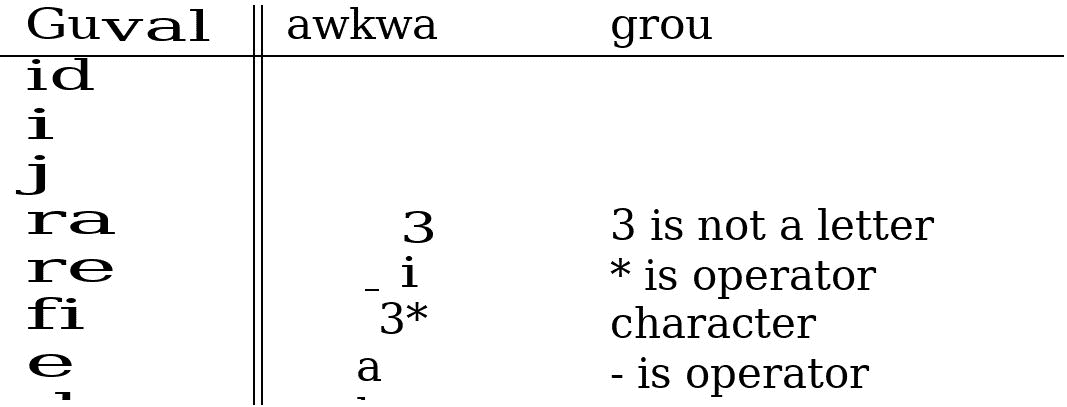 Guval awkwa grou
id
i
j
ra 3 3 is not a letter
re _ i * is operator
fi 3* character
e a - is operator